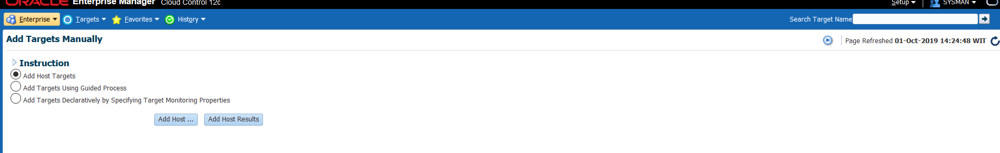 ORACLE Enterprise Manager Cloud Control 12c Setup SYSMAN
Enterprise Targets Favorites History Search Target Name
Add Targets Manually Page Refreshed 01-Oct-2019 14:24:48 WIT
Instruction
Add Host Targets
Add Targets Using Guided Process
Add Targets Declaratively by Specifying Target Monitoring Properties
Add Host ... Add Host Results